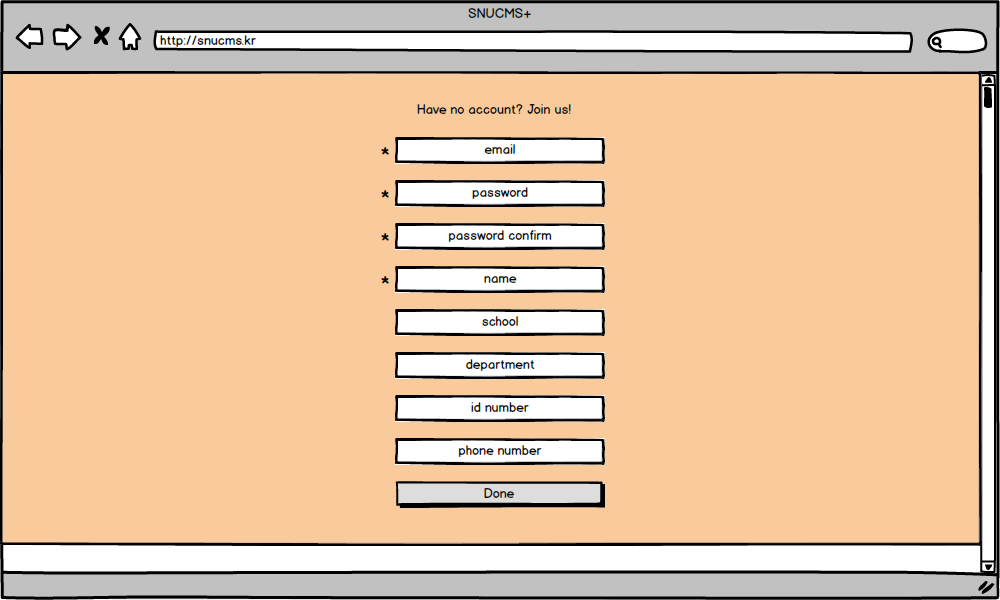 SNUCMS+
http://snucms.kr
Have no account? Join us!
* email
* password
* password confirm
* name
school
department
id number
phone number
Done